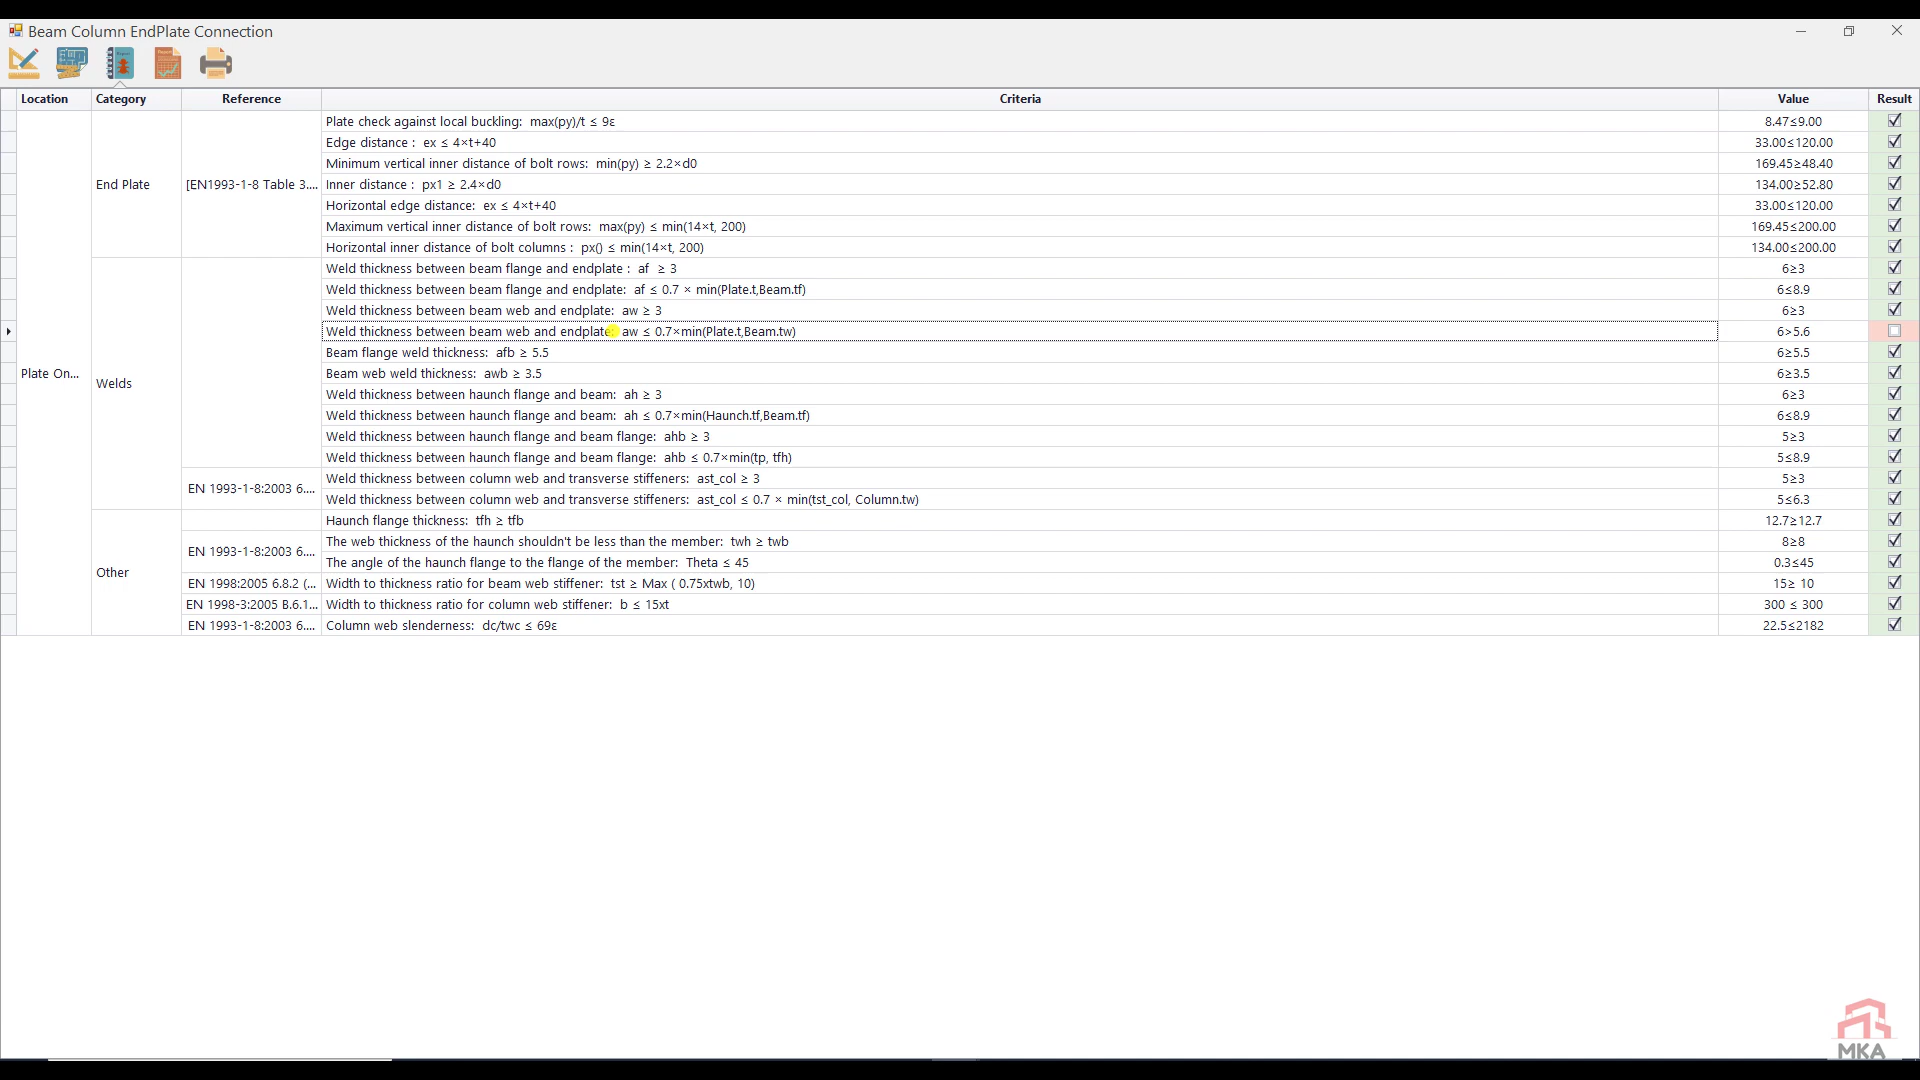 Beam Column EndPlate Connection
Location Category Reference Criteria Value Result
Plate check against local buckling: max(py)/t ≤ 9ε 8.47≤9.00
Edge distance : ex ≤ 4×t+40 33.00≤120.00
Minimum vertical inner distance of bolt rows: min(py) ≥ 2.2×d0 169.45≥48.40
End Plate [EN1993-1-8 Table 3.... Inner distance : px1 ≥ 2.4×d0 134.00≥52.80
Horizontal edge distance: ex ≤ 4×t+40 33.00≤120.00
Maximum vertical inner distance of bolt rows: max(py) ≤ min(14×t, 200) 169.45≤200.00
Horizontal inner distance of bolt columns : px() ≤ min(14×t, 200) 134.00≤200.00
Weld thickness between beam flange and endplate : af ≥ 3 6≥3
Weld thickness between beam flange and endplate: af ≤ 0.7 × min(Plate.t,Beam.tf) 6≤8.9
Weld thickness between beam web and endplate: aw ≥ 3 6≥3
Weld thickness between beam web and endplate: aw ≤ 0.7×min(Plate.t,Beam.tw) 6>5.6
Beam flange weld thickness: afb ≥ 5.5 6≥5.5
Plate On... Beam web weld thickness: awb ≥ 3.5 6≥3.5
Welds
Weld thickness between haunch flange and beam: ah ≥ 3 6≥3
Weld thickness between haunch flange and beam: ah ≤ 0.7×min(Haunch.tf,Beam.tf) 6≤8.9
Weld thickness between haunch flange and beam flange: ahb ≥ 3 5≥3
Weld thickness between haunch flange and beam flange: ahb ≤ 0.7×min(tp, tfh) 5≤8.9
Weld thickness between column web and transverse stiffeners: ast_col ≥ 3 5≥3
EN 1993-1-8:2003 6....
Weld thickness between column web and transverse stiffeners: ast_col ≤ 0.7 × min(tst_col, Column.tw) 5≤6.3
Haunch flange thickness: tfh ≥ tfb 12.7≥12.7
The web thickness of the haunch shouldn't be less than the member: twh ≥ twb 8≥8
EN 1993-1-8:2003 6....
The angle of the haunch flange to the flange of the member: Theta ≤ 45 0.3≤45
Other
EN 1998:2005 6.8.2 (... Width to thickness ratio for beam web stiffener: tst ≥ Max ( 0.75xtwb, 10) 15≥ 10
EN 1998-3:2005 B.6.1... Width to thickness ratio for column web stiffener: b ≤ 15xt 300 ≤ 300
EN 1993-1-8:2003 6.... Column web slenderness: dc/twc ≤ 69ε 22.5≤2182
MKA